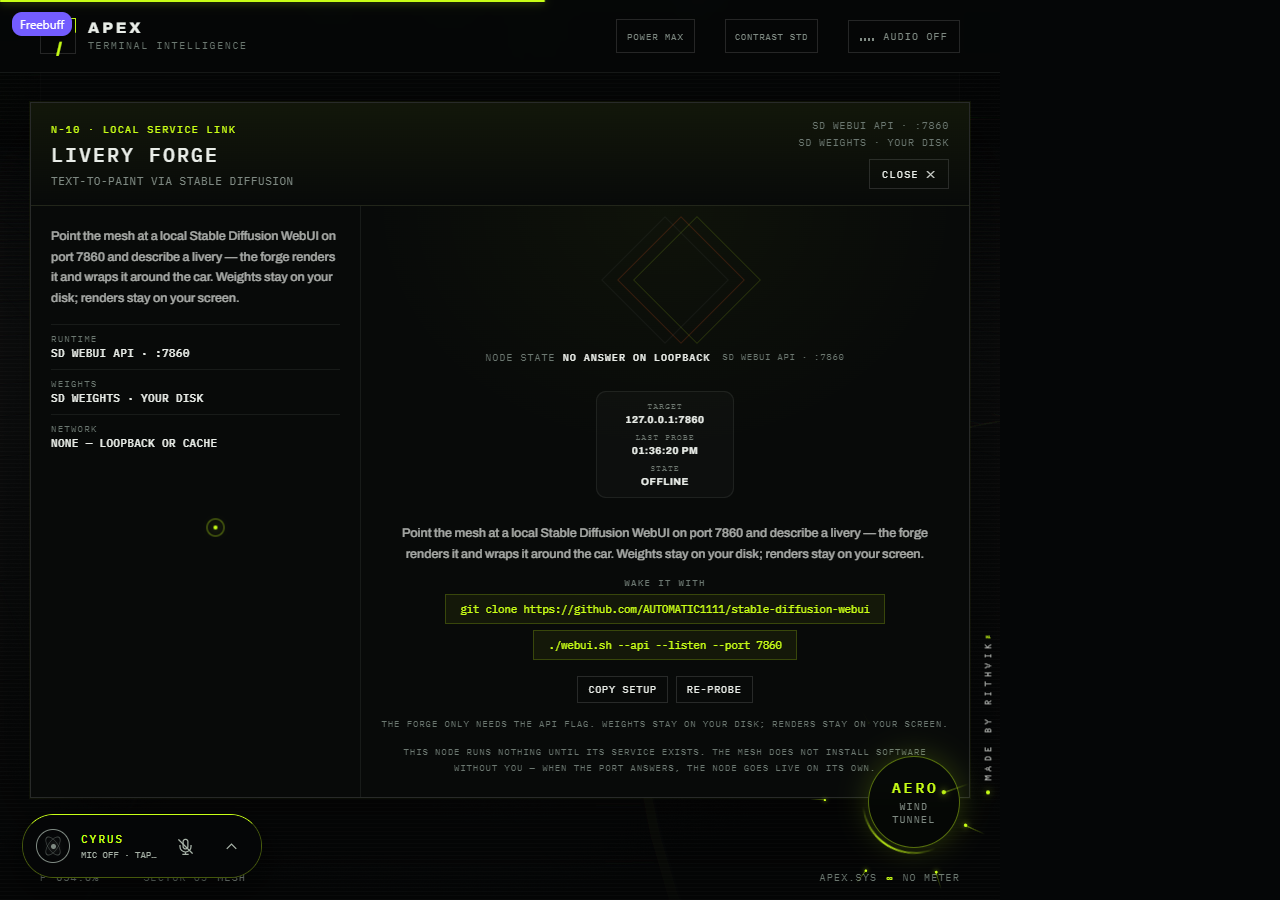 Freebuff
APEX
TERMINAL INTELLIGENCE
POWER MAX
CONTRAST STD
AUDIO OFF
N-10 · LOCAL SERVICE LINK
LIVERY FORGE
TEXT-TO-PAINT VIA STABLE DIFFUSION
SD WEBUI API · :7860
SD WEIGHTS · YOUR DISK
CLOSE ✕
Point the mesh at a local Stable Diffusion WebUI on
port 7860 and describe a livery — the forge renders
it and wraps it around the car. Weights stay on your
disk; renders stay on your screen.
RUNTIME
SD WEBUI API · :7860
WEIGHTS
SD WEIGHTS · YOUR DISK
NETWORK
NONE — LOOPBACK OR CACHE
NODE STATE NO ANSWER ON LOOPBACK SD WEBUI API · :7860
TARGET
127.0.0.1:7860
LAST PROBE
01:36:20 PM
STATE
OFFLINE
Point the mesh at a local Stable Diffusion WebUI on port 7860 and describe a livery — the forge
renders it and wraps it around the car. Weights stay on your disk; renders stay on your screen.
WAKE IT WITH
git clone https://github.com/AUTOMATIC1111/stable-diffusion-webui
./webui.sh --api --listen --port 7860
COPY SETUP
RE-PROBE
THE FORGE ONLY NEEDS THE API FLAG. WEIGHTS STAY ON YOUR DISK; RENDERS STAY ON YOUR SCREEN.
THIS NODE RUNS NOTHING UNTIL ITS SERVICE EXISTS. THE MESH DOES NOT INSTALL SOFTWARE
WITHOUT YOU — WHEN THE PORT ANSWERS, THE NODE GOES LIVE ON ITS OWN.
MADE BY RITHVIK
AERO
WIND
TUNNEL
CYRUS
MIC OFF · TAP…
APEX.SYS ∞ NO METER